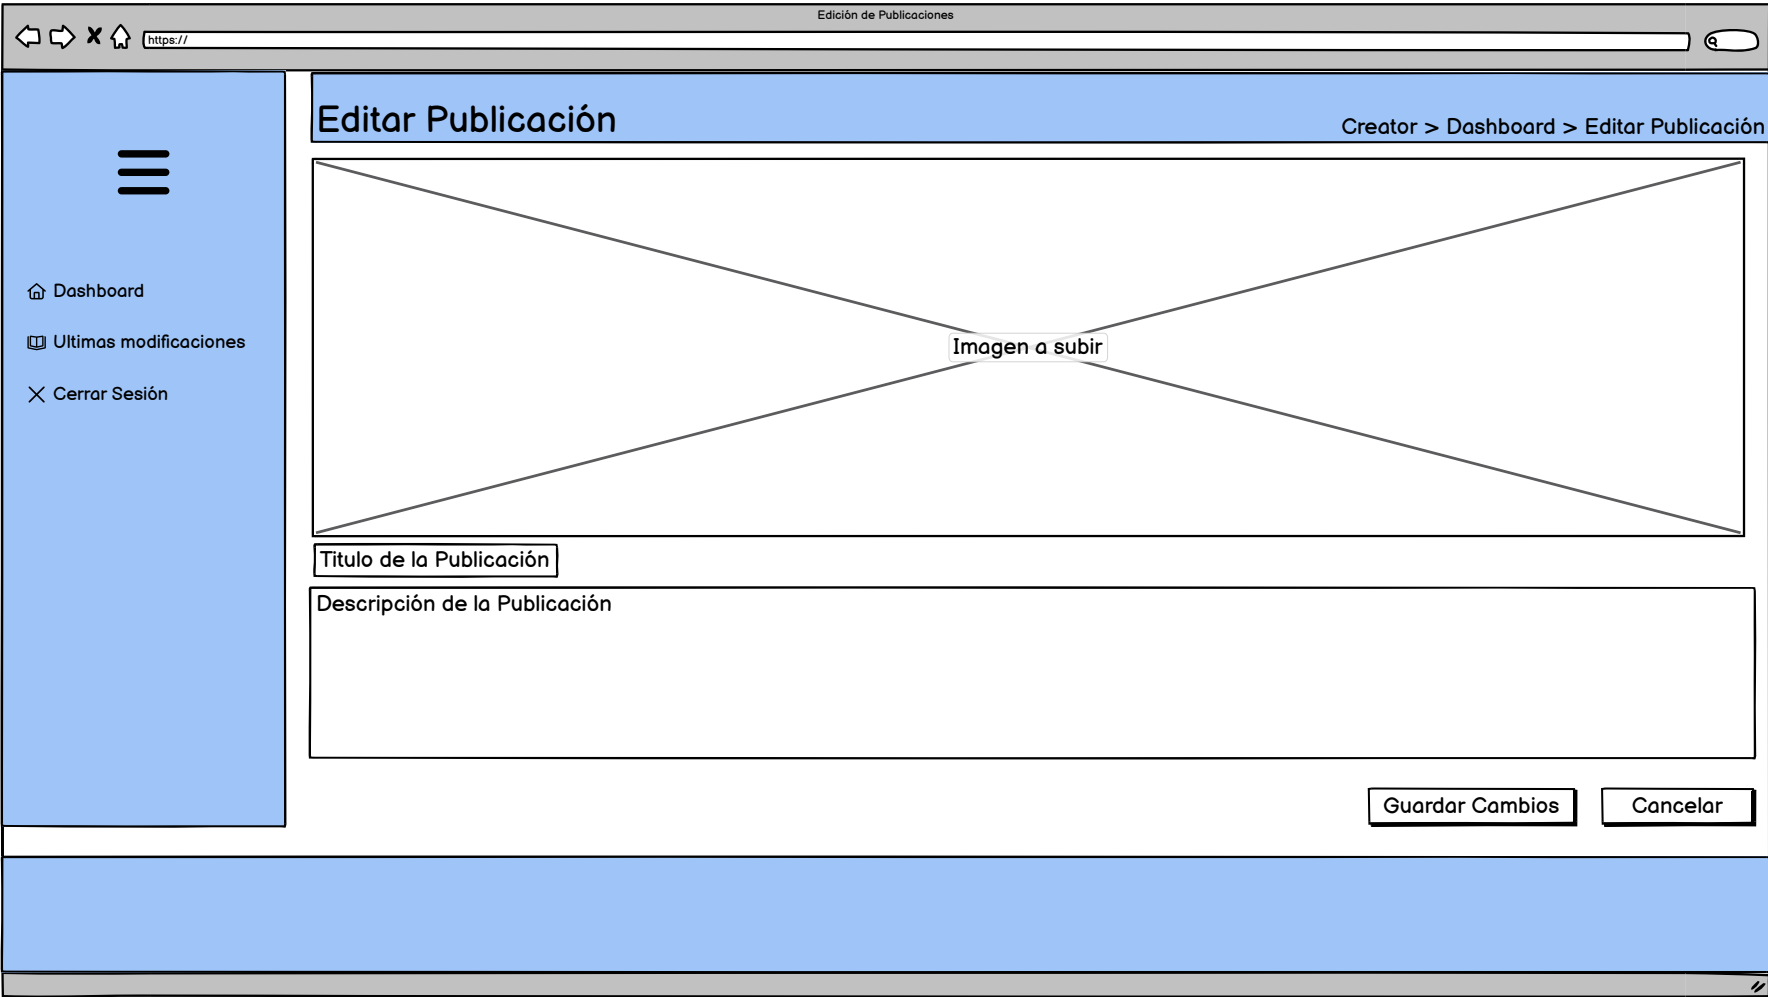 Edición de Publicaciones
https://
Editar Publicación
Creator > Dashboard > Editar Publicación
Dashboard
Ultimas modificaciones
Cerrar Sesión
Imagen a subir
Titulo de la Publicación
Descripción de la Publicación
Guardar Cambios
Cancelar